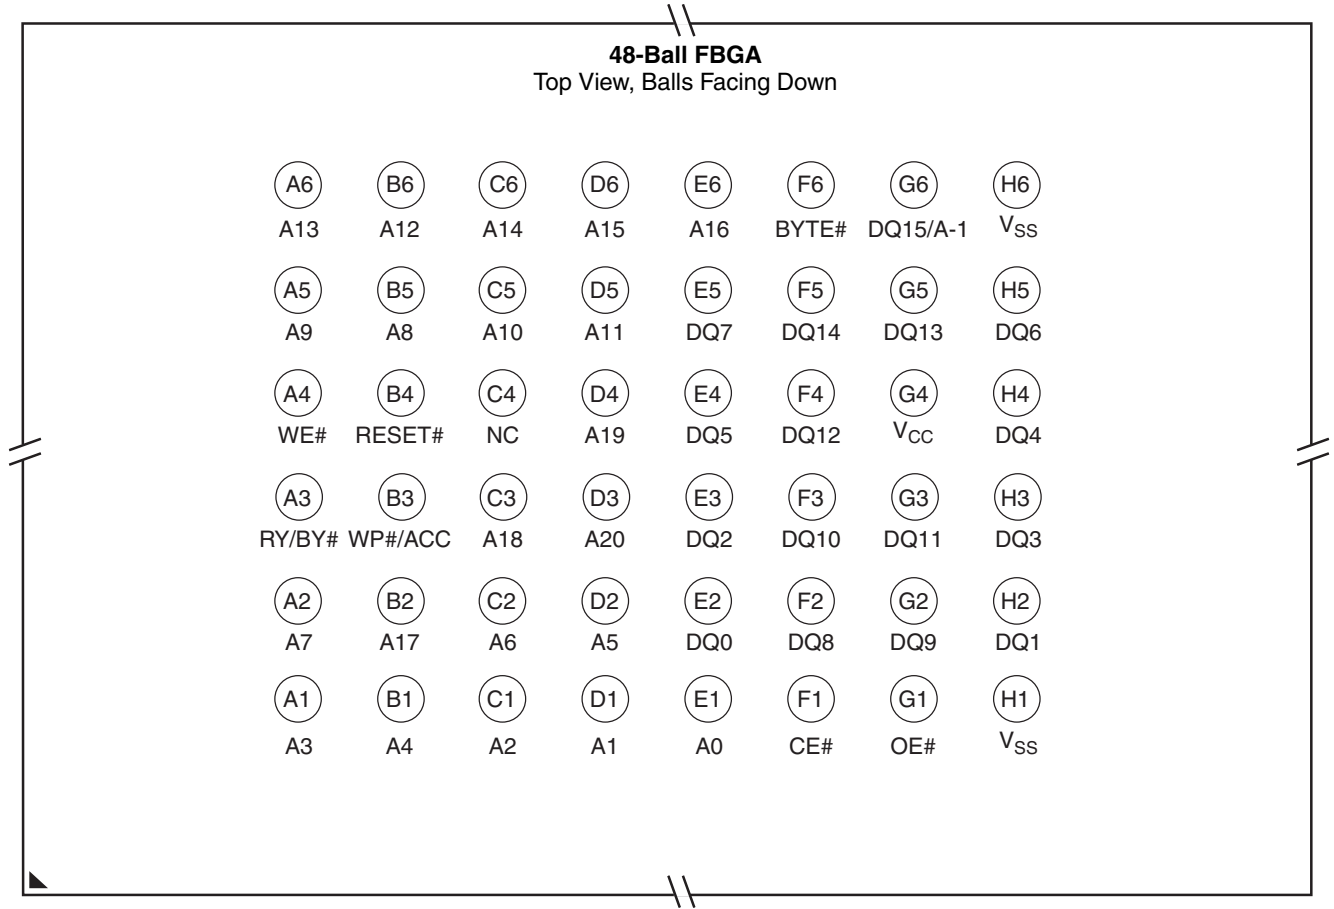 48-Ball FBGA
Top View, Balls Facing Down
A6 B6 C6 D6 E6 F6 G6 H6
A13 A12 A14 A15 A16 BYTE# DQ15/A-1 VSS
A5 B5 C5 D5 E5 F5 G5 H5
A9 A8 A10 A11 DQ7 DQ14 DQ13 DQ6
A4 B4 C4 D4 E4 F4 G4 H4
WE# RESET# NC A19 DQ5 DQ12 VCC DQ4
A3 B3 C3 D3 E3 F3 G3 H3
RY/BY# WP#/ACC A18 A20 DQ2 DQ10 DQ11 DQ3
A2 B2 C2 D2 E2 F2 G2 H2
A7 A17 A6 A5 DQ0 DQ8 DQ9 DQ1
A1 B1 C1 D1 E1 F1 G1 H1
A3 A4 A2 A1 A0 CE# OE# VSS